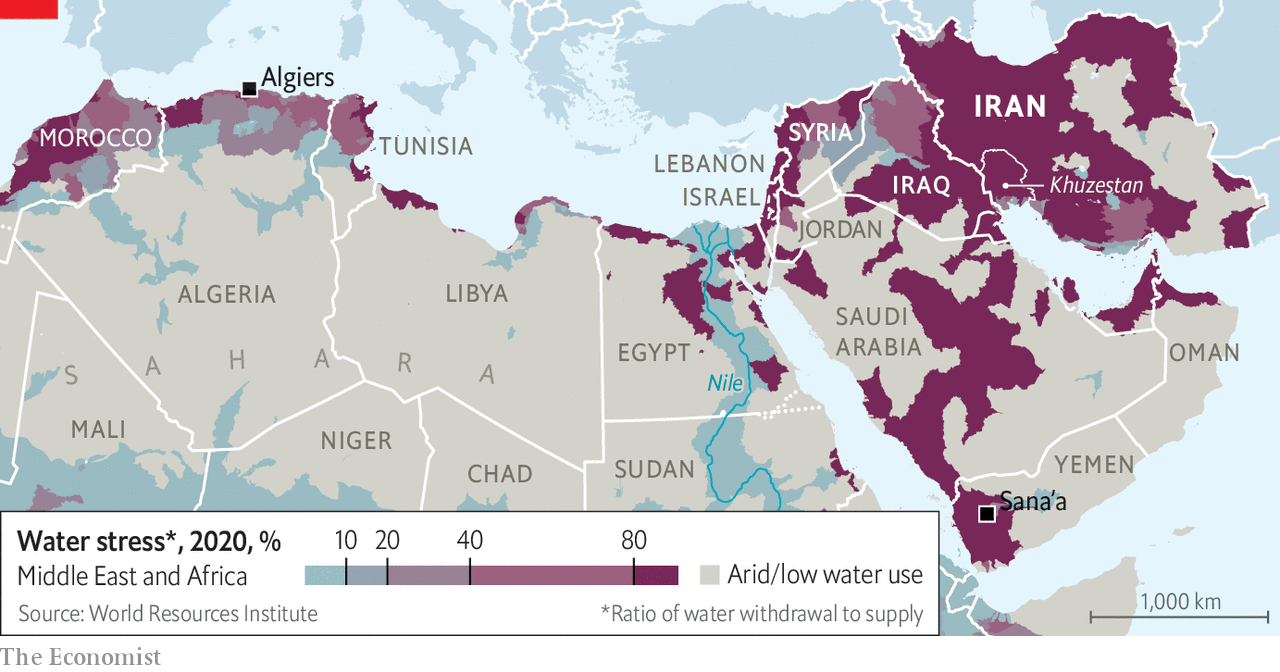 Algiers
MOROCCO
TUNISIA
LEBANON
ISRAEL
SYRIA
IRAQ
IRAN
Khuzestan
JORDAN
ALGERIA
LIBYA
EGYPT
SAUDI
ARABIA
OMAN
SAHARA
Nile
MALI
NIGER
CHAD
SUDAN
YEMEN
Sana'a
Water stress*, 2020, %
10 20 40 80
Middle East and Africa
Arid/low water use
Source: World Resources Institute
*Ratio of water withdrawal to supply
1,000 km
The Economist